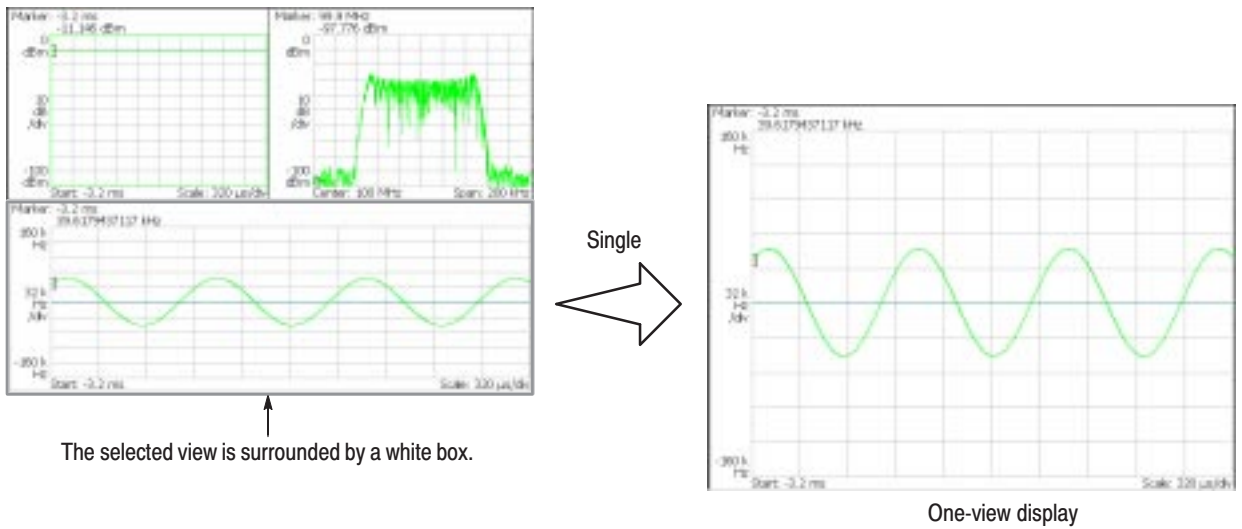 Marker: -3.2 ms
-11.146 dBm
0
dBm
10
dB
/div
-100
dBm
Start: -3.2 ms
Scale: 320 µs/div
Marker: 99.9 MHz
-97.776 dBm
0
dBm
10
dB
/div
-100
dBm
Center: 100 MHz
Span: 200 kHz
Marker: -3.2 ms
39.6179437117 kHz
160 k
Hz
32 k
Hz
/div
-160 k
Hz
Start: -3.2 ms
Scale: 320 µs/div
The selected view is surrounded by a white box.
Single
Marker: -3.2 ms
39.6179437117 kHz
160 k
Hz
32 k
Hz
/div
-160 k
Hz
Start: -3.2 ms
Scale: 320 µs/div
One-view display